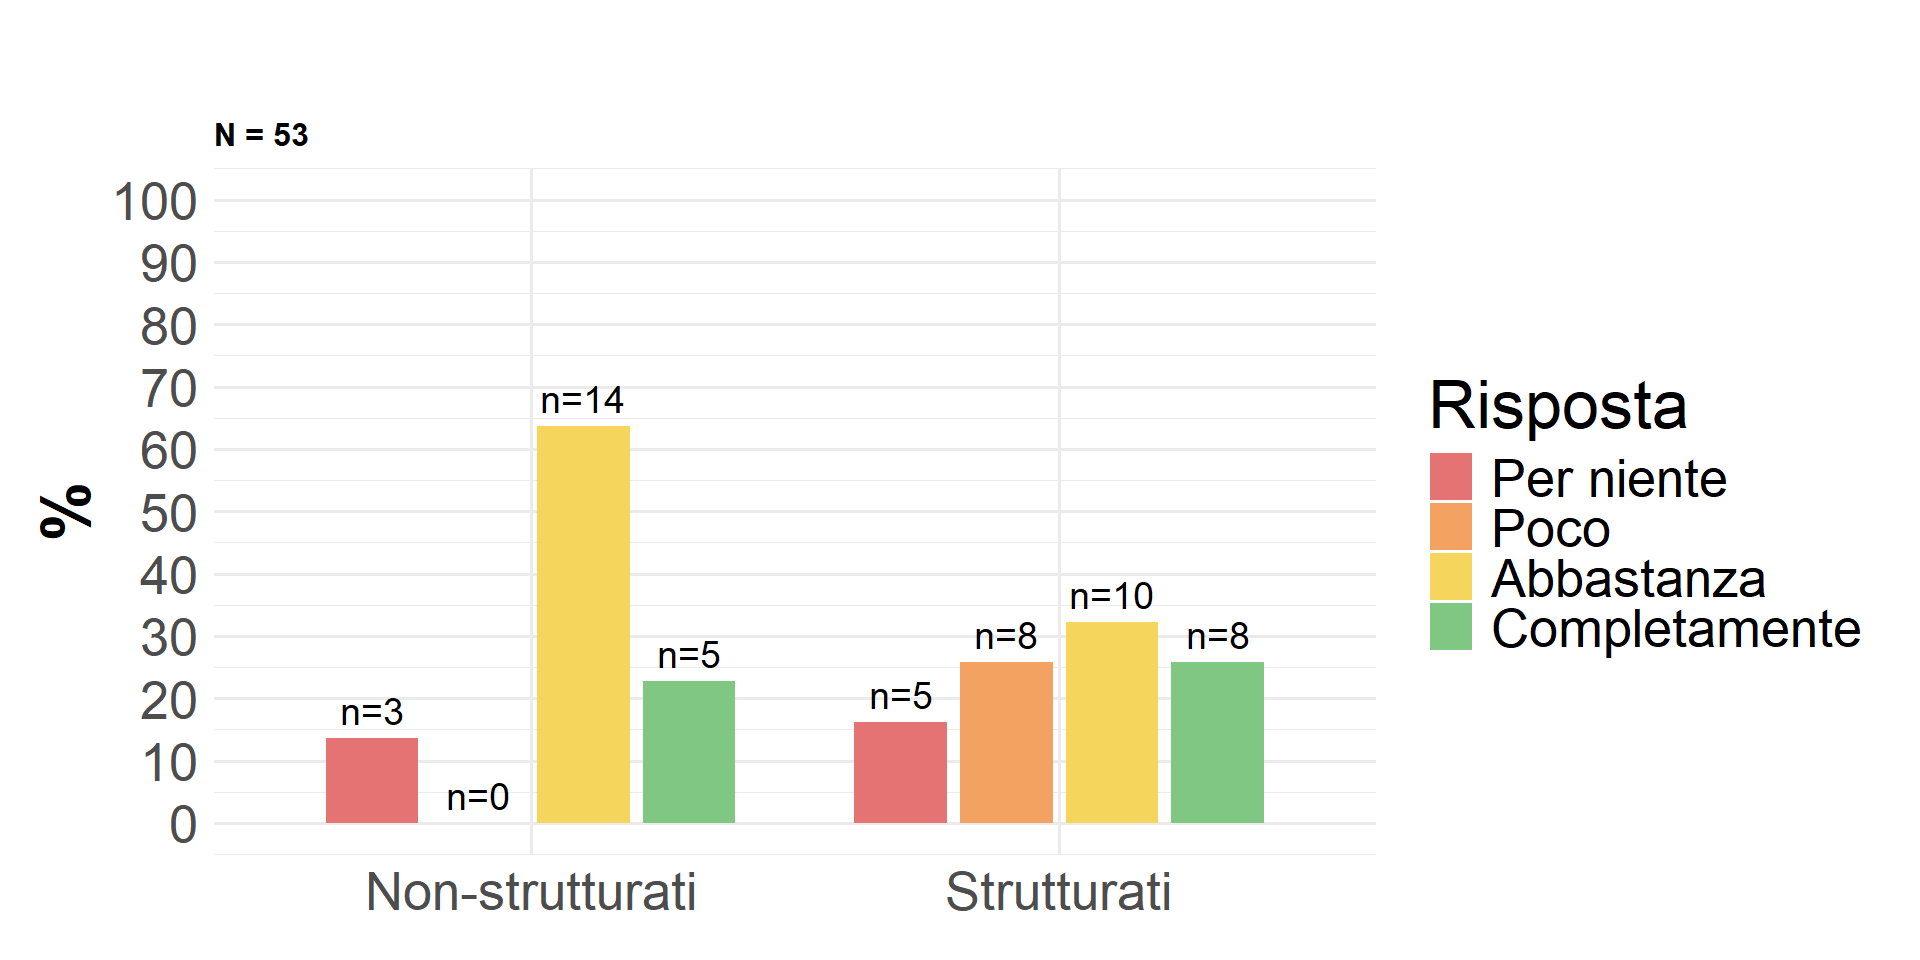 N = 53
%
100
90
80
70
60
50
40
30
20
10
0
n=3
n=0
n=14
n=5
n=5
n=8
n=10
n=8
Non-strutturati
Strutturati
Risposta
Per niente
Poco
Abbastanza
Completamente